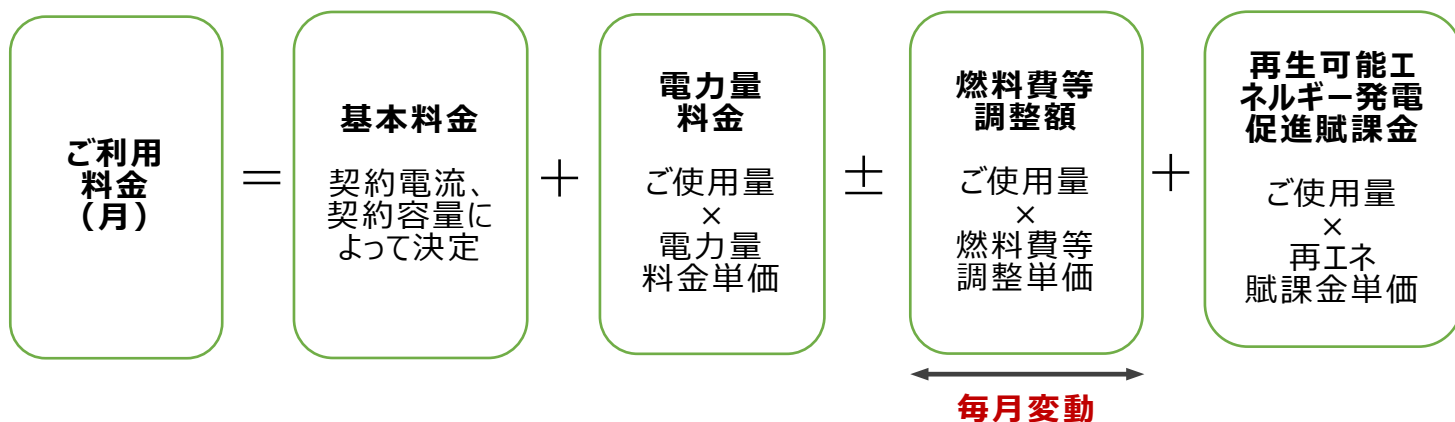 ご利用
料金
（月）
＝
基本料金
契約電流、
契約容量に
よって決定
＋
電力量
料金
ご使用量
×
電力量
料金単価
±
燃料費等
調整額
ご使用量
×
燃料費等
調整単価
＋
再生可能エ
ネルギー発電
促進賦課金
ご使用量
×
再エネ
賦課金単価
毎月変動